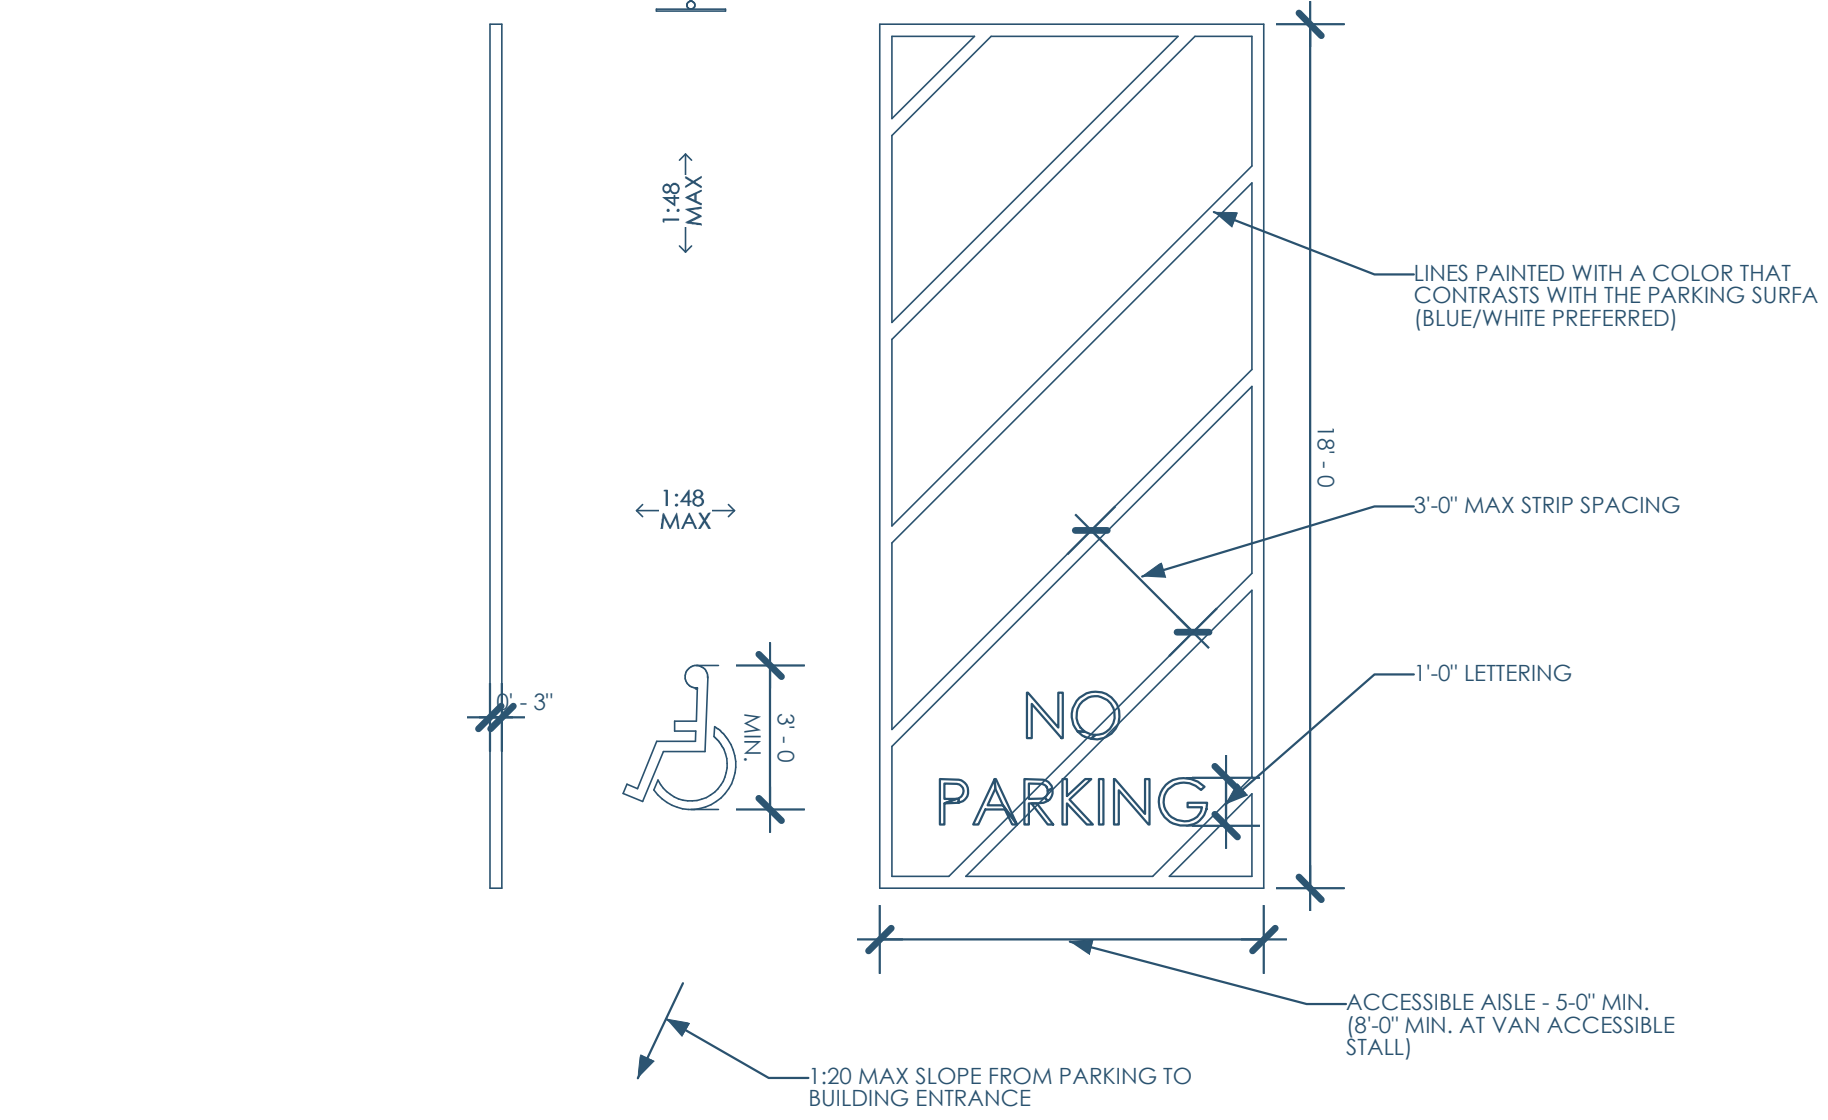 1:48
MAX
LINES PAINTED WITH A COLOR THAT
CONTRASTS WITH THE PARKING SURFA
(BLUE/WHITE PREFERRED)
18' - 0
1:48
MAX
3'-0" MAX STRIP SPACING
1'-0" LETTERING
0' - 3"
3' - 0
MIN.
NO
PARKING
ACCESSIBLE AISLE - 5-0" MIN.
(8'-0" MIN. AT VAN ACCESSIBLE
STALL)
1:20 MAX SLOPE FROM PARKING TO
BUILDING ENTRANCE